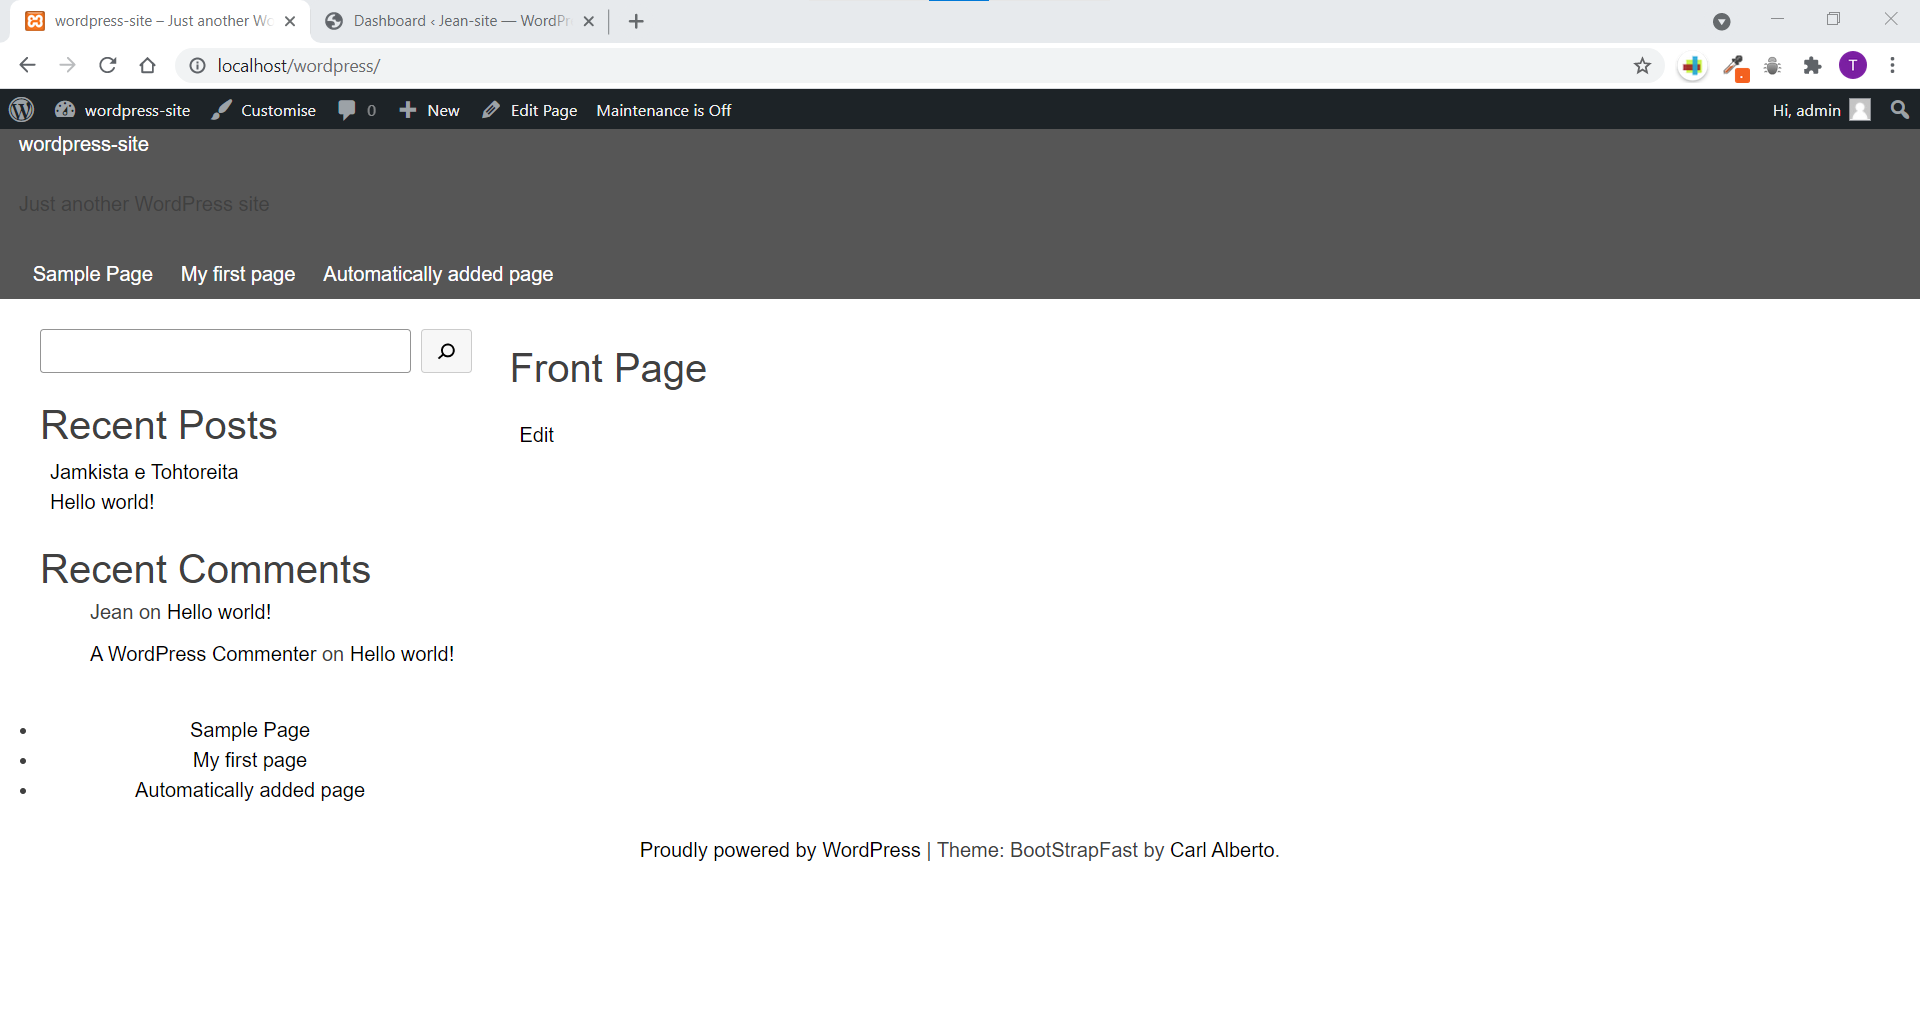 wordpress-site – Just another Wo
Dashboard ‹ Jean-site — WordPr
localhost/wordpress/
T
wordpress-site
Customise
0
New
Edit Page
Maintenance is Off
Hi, admin
wordpress-site
Just another WordPress site
Sample Page
My first page
Automatically added page
Front Page
Edit
Recent Posts
Jamkista e Tohtoreita
Hello world!
Recent Comments
Jean on Hello world!
A WordPress Commenter on Hello world!
Sample Page
My first page
Automatically added page
Proudly powered by WordPress | Theme: BootStrapFast by Carl Alberto.